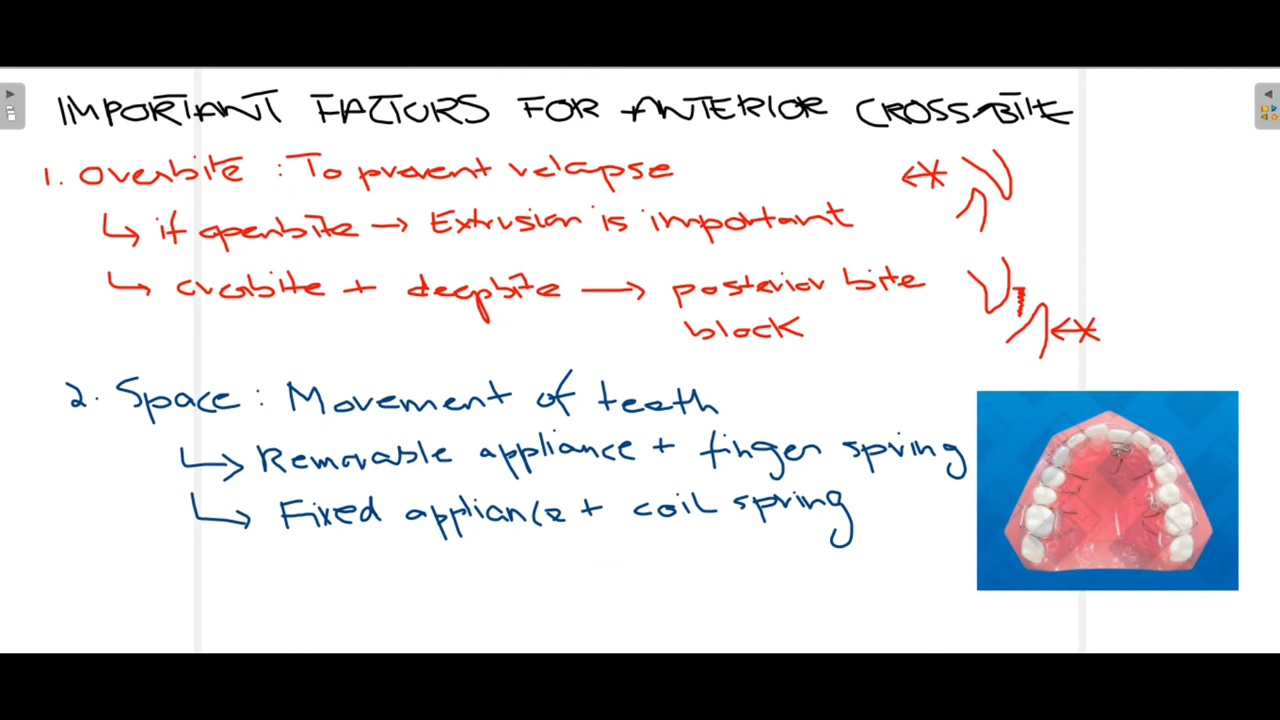 IMPORTANT FACTORS FOR ANTERIOR CROSSBITE
1. Overbite : To prevent relapse
↳ if openbite → Extrusion is important
↳ overbite + deepbite → posterior bite
block
2. Space : Movement of teeth
↳ Removable appliance + finger spring
↳ Fixed appliance + coil spring